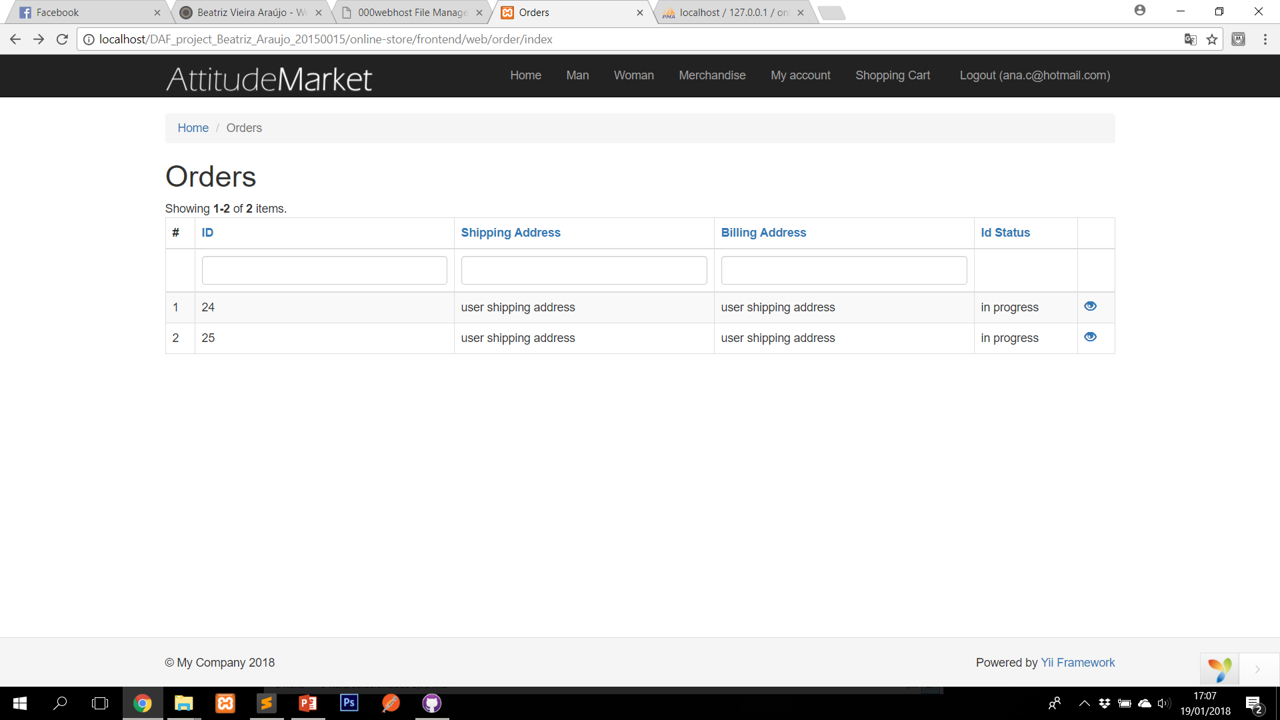 Facebook
Beatriz Vieira Araújo - W
000webhost File Manag
Orders
localhost / 127.0.0.1 / on
localhost/DAF_project_Beatriz_Araujo_20150015/online-store/frontend/web/order/index
AttitudeMarket
Home Man Woman Merchandise My account Shopping Cart Logout (ana.c@hotmail.com)
Home / Orders
Orders
Showing 1-2 of 2 items.
# ID Shipping Address Billing Address Id Status
1 24 user shipping address user shipping address in progress
2 25 user shipping address user shipping address in progress
© My Company 2018 Powered by Yii Framework
17:07
19/01/2018
2